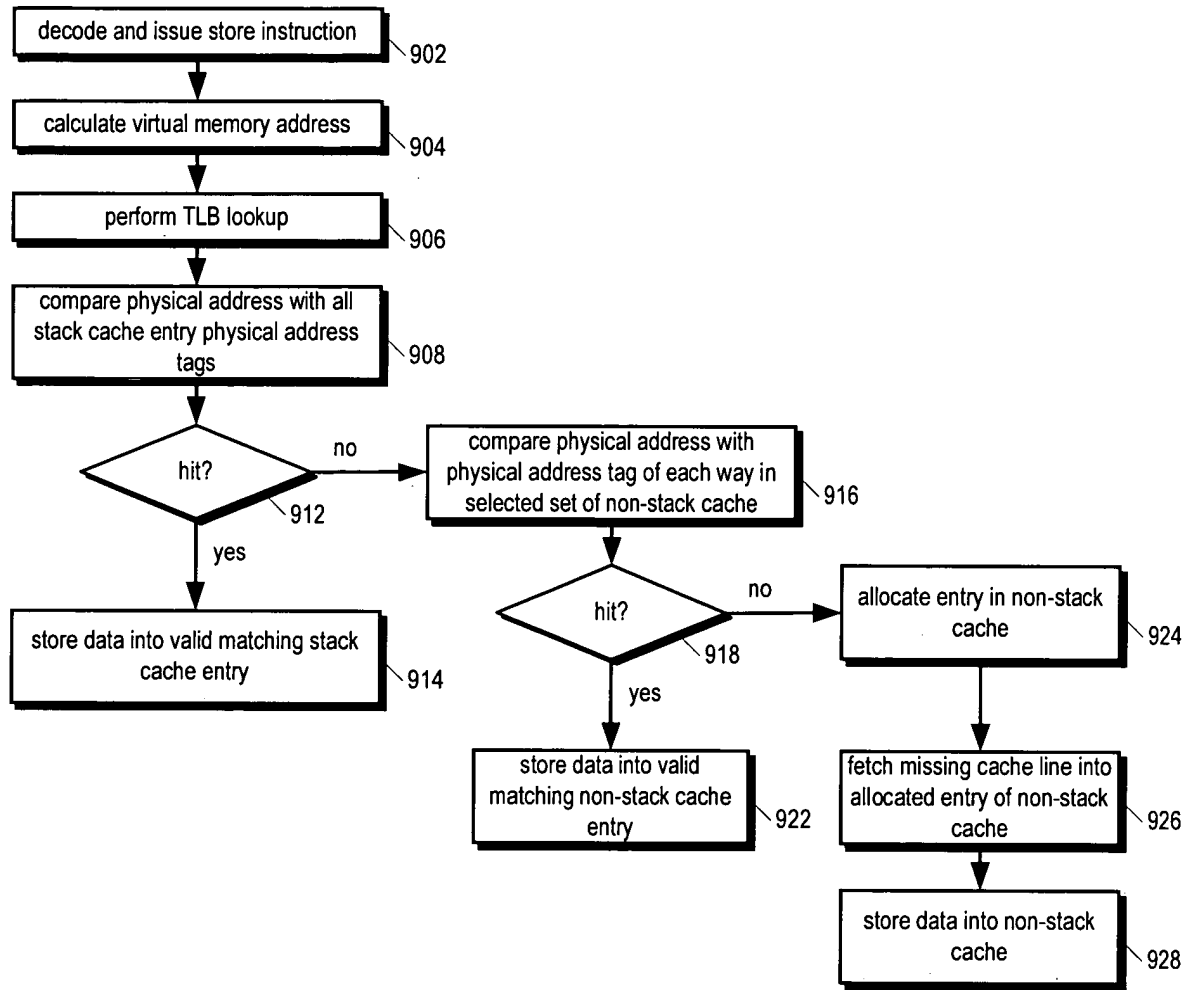 decode and issue store instruction
902
calculate virtual memory address
904
perform TLB lookup
906
compare physical address with all
stack cache entry physical address
tags
908
hit?
912
no
yes
store data into valid matching stack
cache entry
914
compare physical address with
physical address tag of each way in
selected set of non-stack cache
916
hit?
918
no
yes
store data into valid
matching non-stack cache
entry
922
allocate entry in non-stack
cache
924
fetch missing cache line into
allocated entry of non-stack
cache
926
store data into non-stack
cache
928